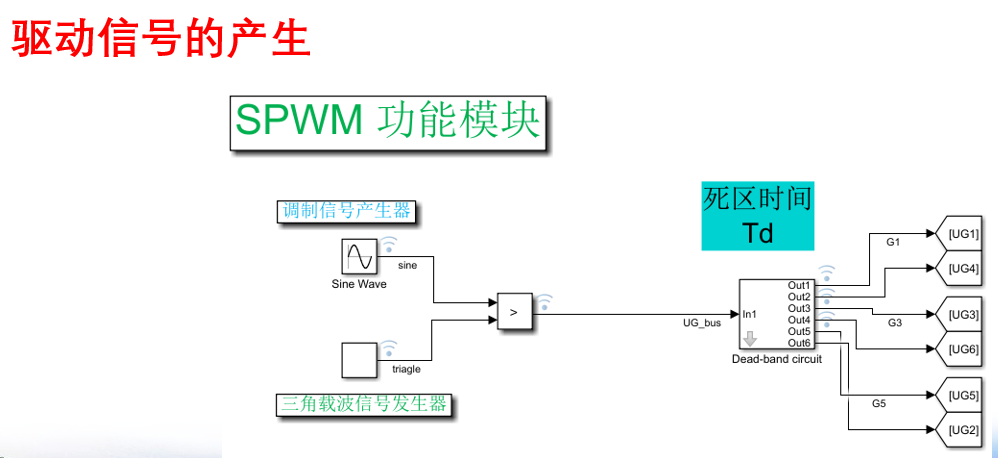 驱动信号的产生
SPWM 功能模块
调制信号产生器
sine
Sine Wave
triagle
三角载波信号发生器
>
UG_bus
死区时间
Td
In1
Out1
Out2
Out3
Out4
Out5
Out6
Dead-band circuit
G1
G3
G5
[UG1]
[UG4]
[UG3]
[UG6]
[UG5]
[UG2]